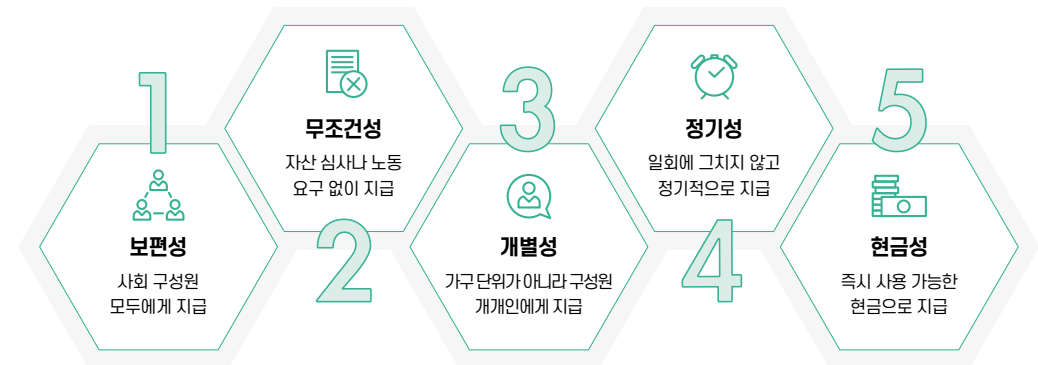 1
보편성
사회 구성원
모두에게 지급
2
무조건성
자산 심사나 노동
요구 없이 지급
3
개별성
가구 단위가 아니라 구성원
개개인에게 지급
4
정기성
일회에 그치지 않고
정기적으로 지급
5
현금성
즉시 사용 가능한
현금으로 지급